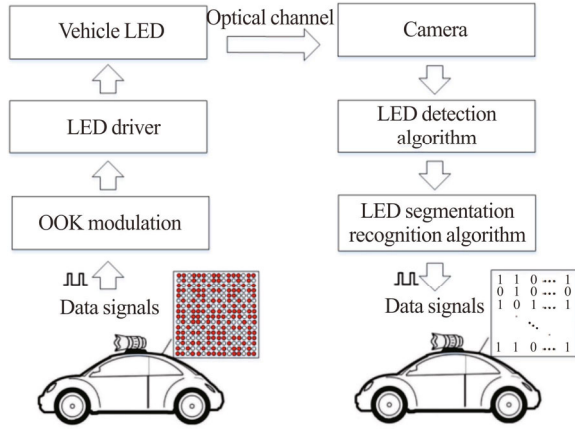 Vehicle LED
Optical channel
Camera
LED driver
LED detection
algorithm
OOK modulation
LED segmentation
recognition algorithm
Data signals
Data signals
1 1 0 ••• 1
0 1 0 ••• 0
1 0 1 ••• 1
1 1 0 ••• 1